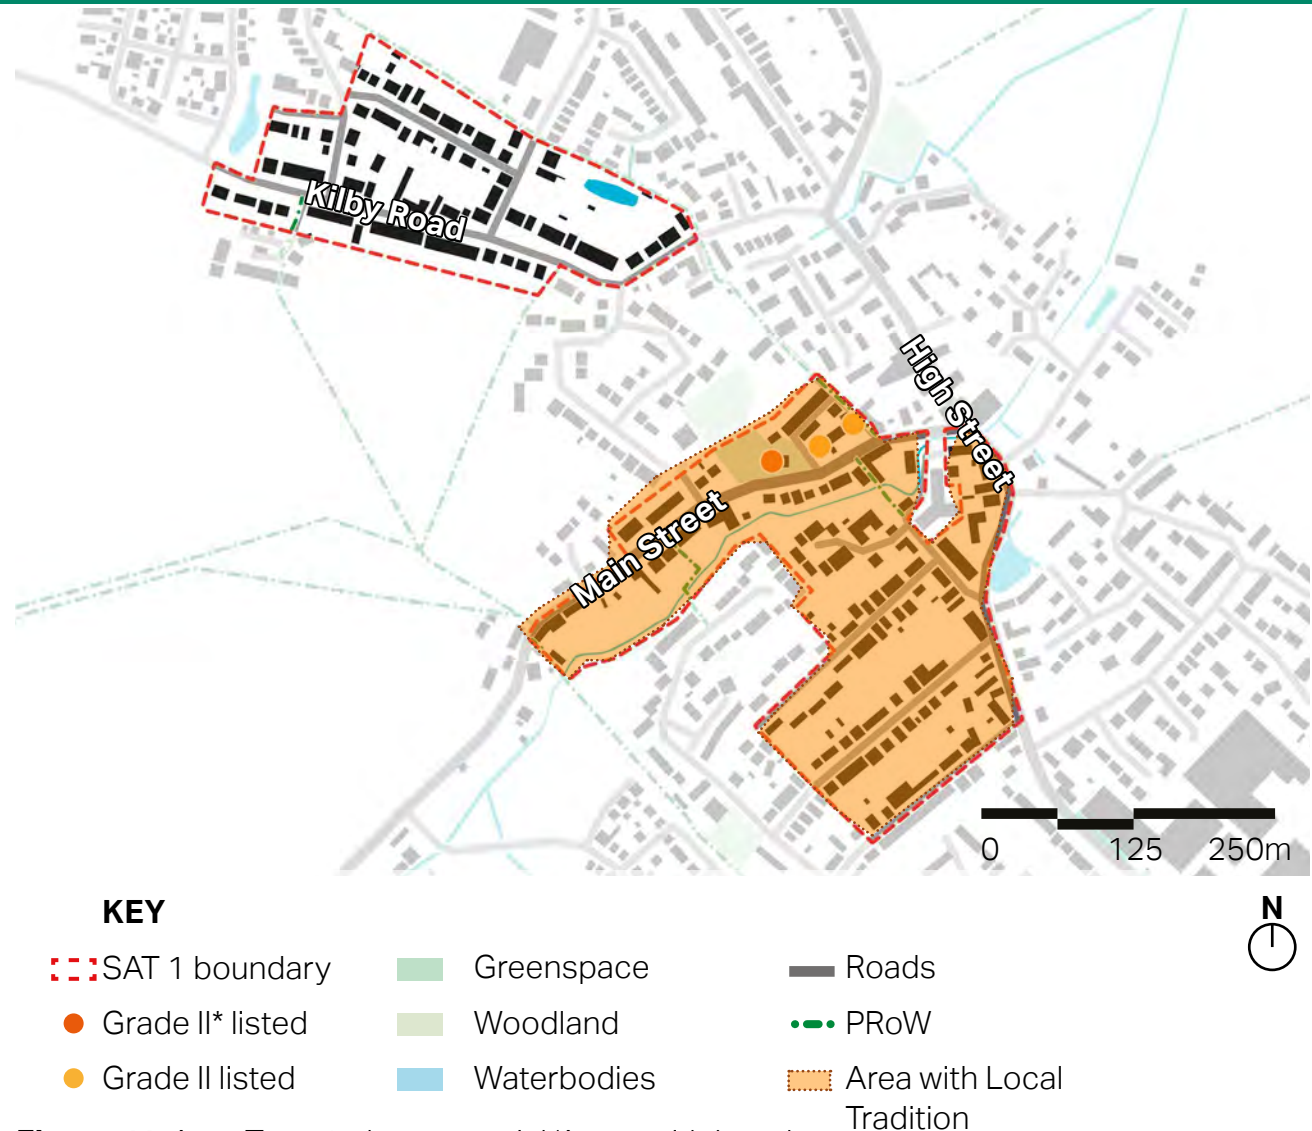 Kilby Road
High Street
Main Street
0 125 250m
KEY
N
SAT 1 boundary
Greenspace
Roads
Grade II* listed
Woodland
PRoW
Grade II listed
Waterbodies
Area with Local
Tradition